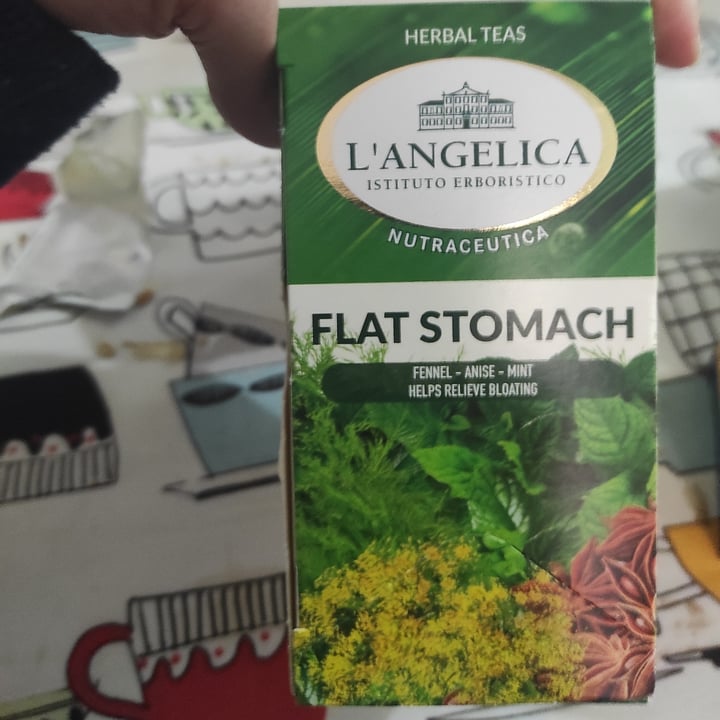 HERBAL TEAS
L'ANGELICA
ISTITUTO ERBORISTICO
NUTRACEUTICA
FLAT STOMACH
FENNEL - ANISE - MINT
HELPS RELIEVE BLOATING